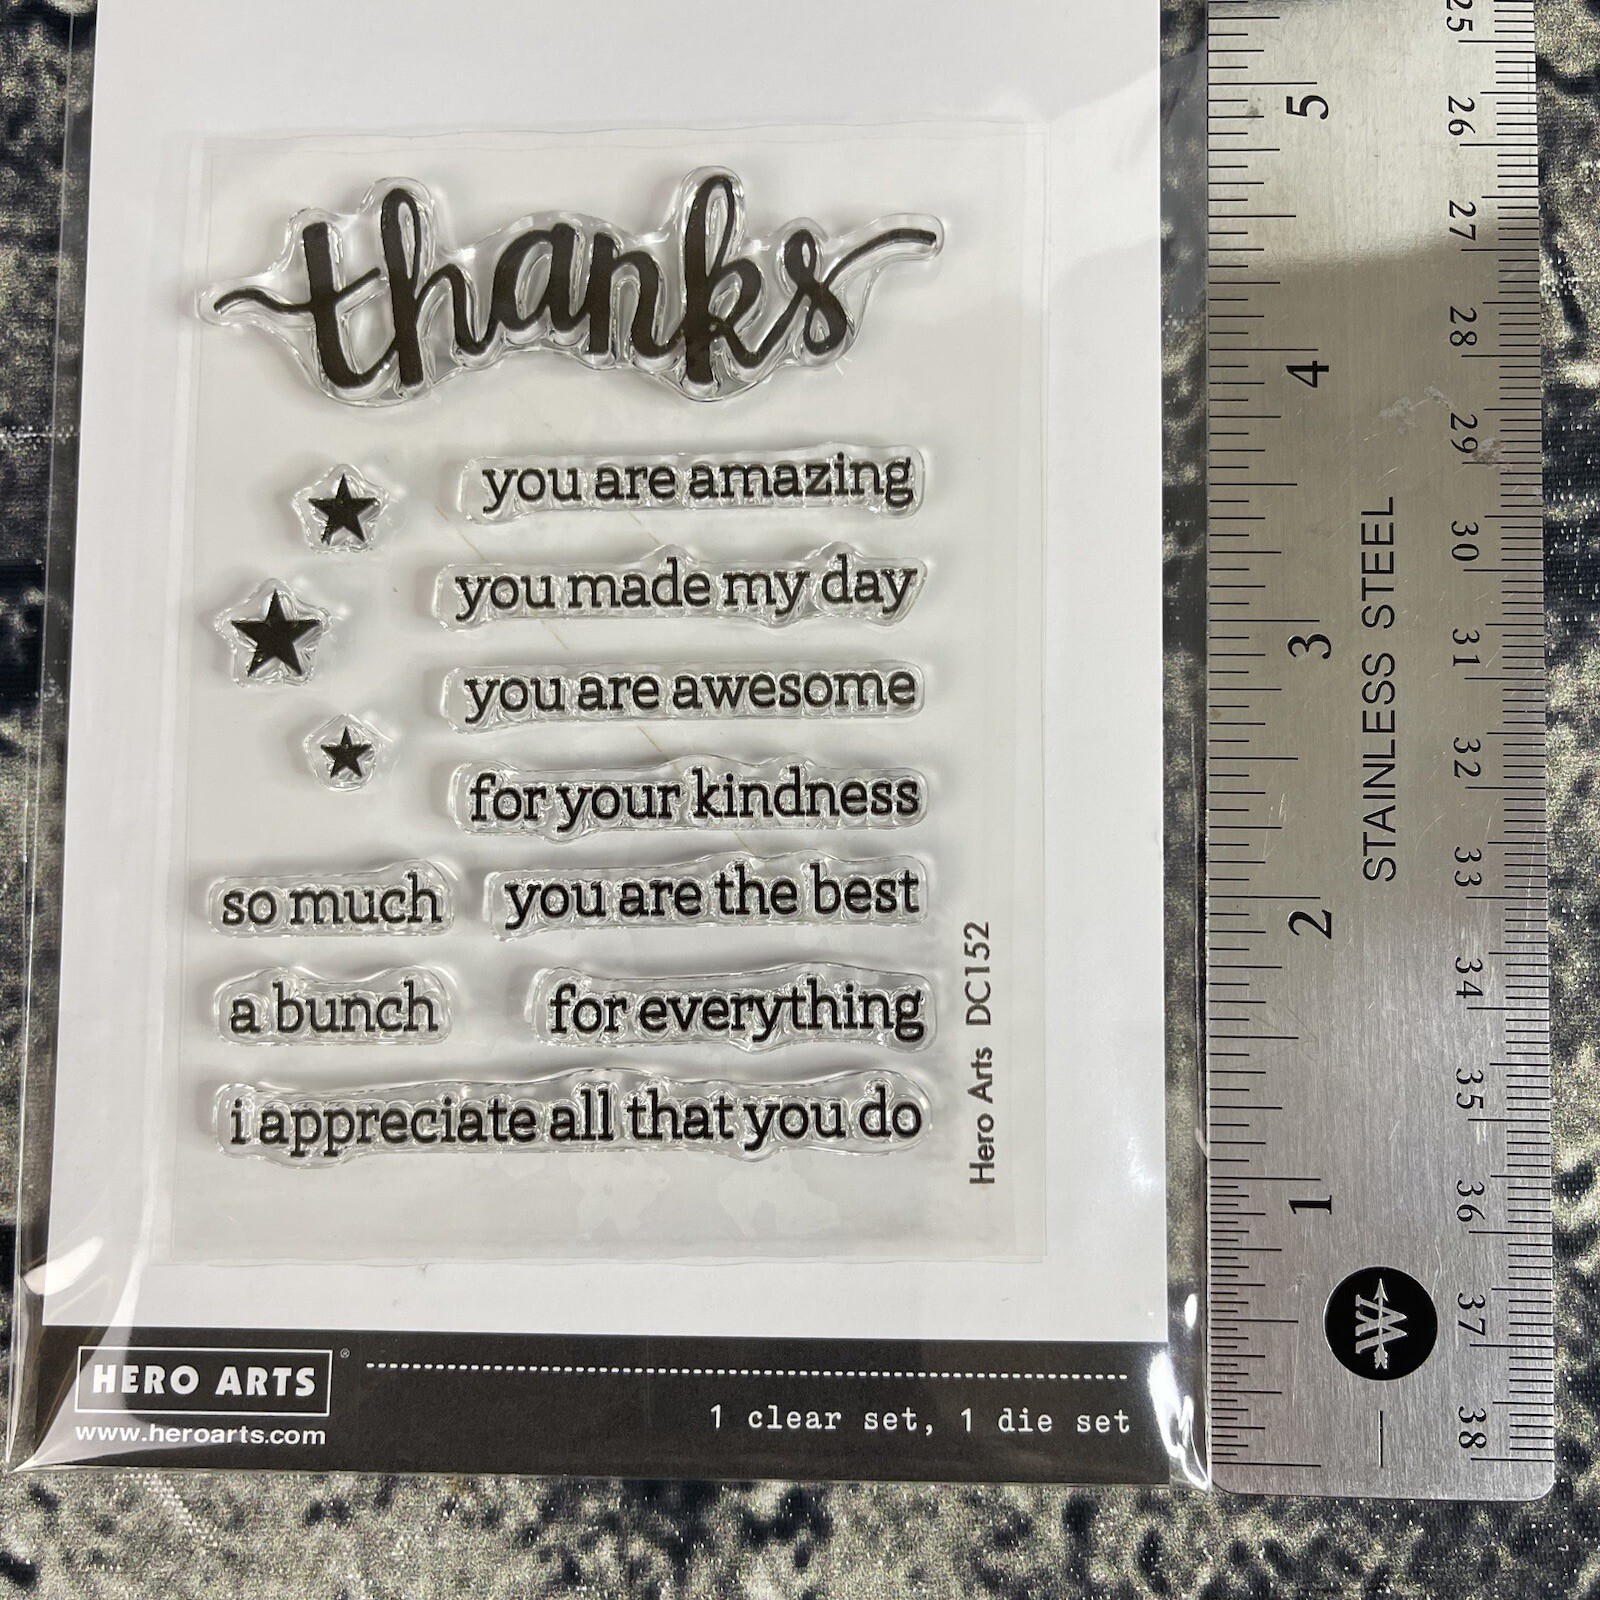 thanks
you are amazing
you made my day
you are awesome
for your kindness
so much
you are the best
a bunch
for everything
i appreciate all that you do
Hero Arts DC152
HERO ARTS®
www.heroarts.com
1 clear set, 1 die set
5
4
3
2
1
STAINLESS STEEL
25
26
27
28
29
30
31
32
33
34
35
36
37
38
W